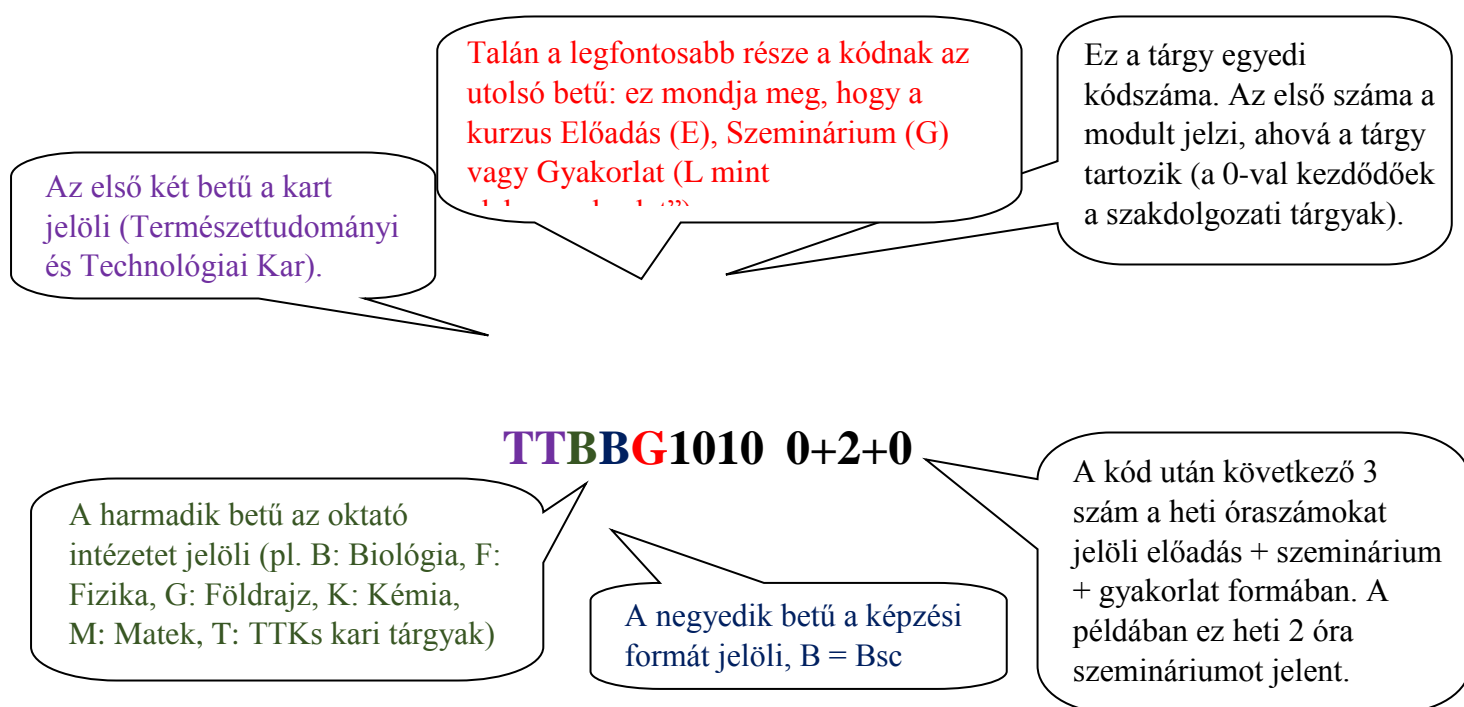 Talán a legfontosabb része a kódnak az
utolsó betű: ez mondja meg, hogy a
kurzus Előadás (E), Szeminárium (G)
vagy Gyakorlat (L mint
Ez a tárgy egyedi
kódszáma. Az első száma a
modult jelzi, ahová a tárgy
tartozik (a 0-val kezdődőek
a szakdolgozati tárgyak).
Az első két betű a kart
jelöli (Természettudományi
és Technológiai Kar).
TTBBG1010 0+2+0
A harmadik betű az oktató
intézetet jelöli (pl. B: Biológia, F:
Fizika, G: Földrajz, K: Kémia,
M: Matek, T: TTKs kari tárgyak)
A negyedik betű a képzési
formát jelöli, B = Bsc
A kód után következő 3
szám a heti óraszámokat
jelöli előadás + szeminárium
+ gyakorlat formában. A
példában ez heti 2 óra
szemináriumot jelent.